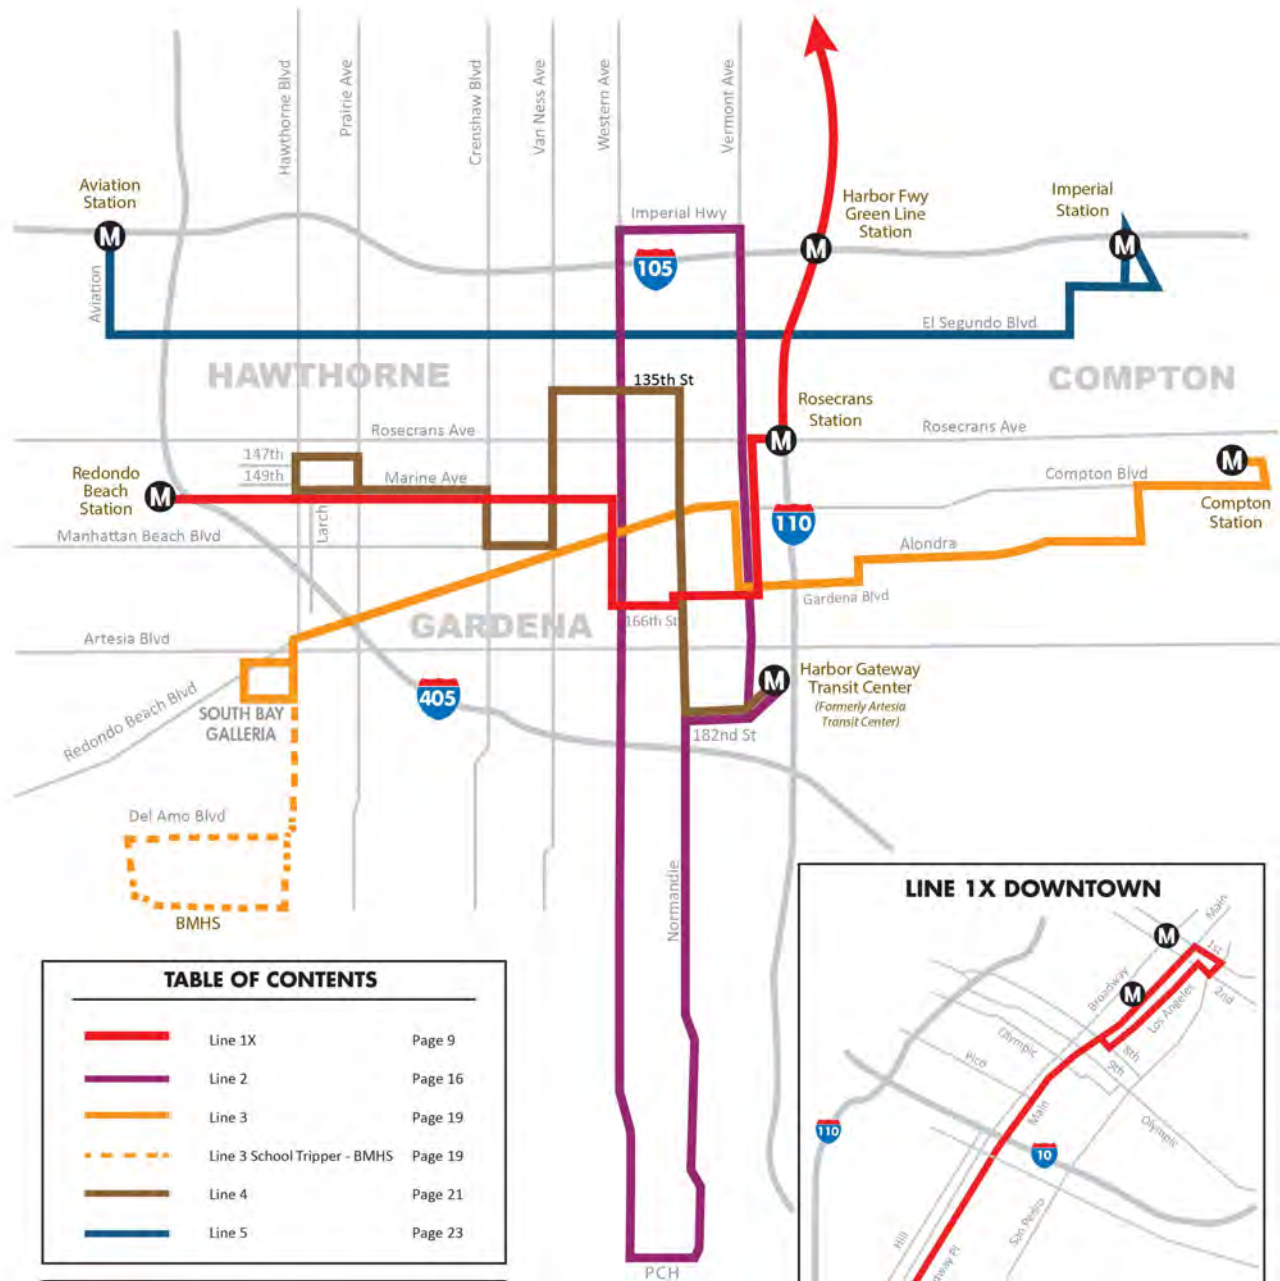 Hawthorne Blvd
Prairie Ave
Crenshaw Blvd
Van Ness Ave
Western Ave
Vermont Ave
Aviation
Station
M
Aviation
Imperial Hwy
105
Harbor Fwy
Green Line
Station
M
Imperial
Station
M
El Segundo Blvd
HAWTHORNE
COMPTON
135th St
Rosecrans
Station
M
Rosecrans Ave
Rosecrans Ave
147th
149th
Marine Ave
Redondo
Beach
Station
M
Larch
Manhattan Beach Blvd
110
Compton Blvd
M
Compton
Station
Alondra
Gardena Blvd
GARDENA
166th St
Artesia Blvd
Redondo Beach Blvd
SOUTH BAY
GALLERIA
405
M
Harbor Gateway
Transit Center
(Formerly Artesia
Transit Center)
182nd St
Del Amo Blvd
BMHS
Normandie
PCH
TABLE OF CONTENTS
Line 1X Page 9
Line 2 Page 16
Line 3 Page 19
Line 3 School Tripper - BMHS Page 19
Line 4 Page 21
Line 5 Page 23
LINE 1X DOWNTOWN
Main
M
1st
Broadway
M
Los Angeles
2nd
Olympic
8th
9th
Pico
Main
Olympic
110
10
Hill
San Pedro